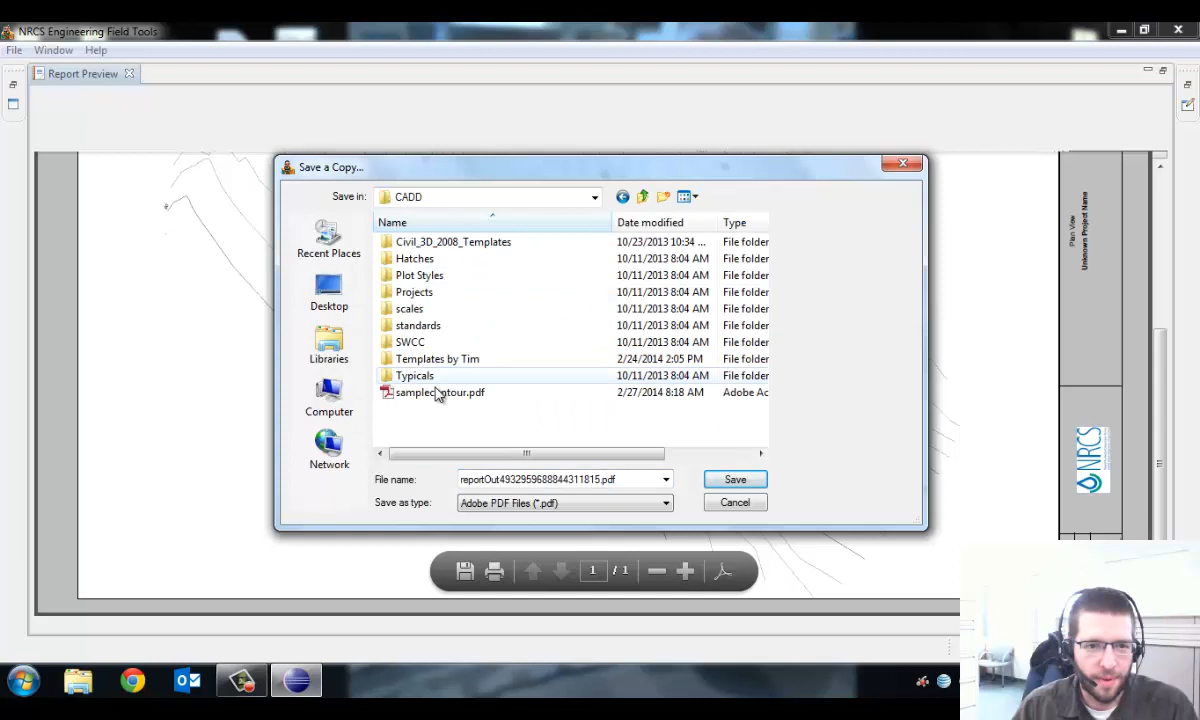 NRCS Engineering Field Tools
File Window Help
Report Preview
Save a Copy...
Save in: CADD
Name Date modified Type
Civil_3D_2008_Templates 10/23/2013 10:34 ... File folder
Hatches 10/11/2013 8:04 AM File folder
Plot Styles 10/11/2013 8:04 AM File folder
Projects 10/11/2013 8:04 AM File folder
scales 10/11/2013 8:04 AM File folder
standards 10/11/2013 8:04 AM File folder
SWCC 10/11/2013 8:04 AM File folder
Templates by Tim 2/24/2014 2:05 PM File folder
Typicals 10/11/2013 8:04 AM File folder
2/27/2014 8:18 AM Adobe Ac
Recent Places
Desktop
Libraries
Computer
Network
File name: reportOut4932959688844311815.pdf Save
Save as type: Adobe PDF Files (*.pdf) Cancel
1 / 1
Plan View
Unknown Project Name
NRCS